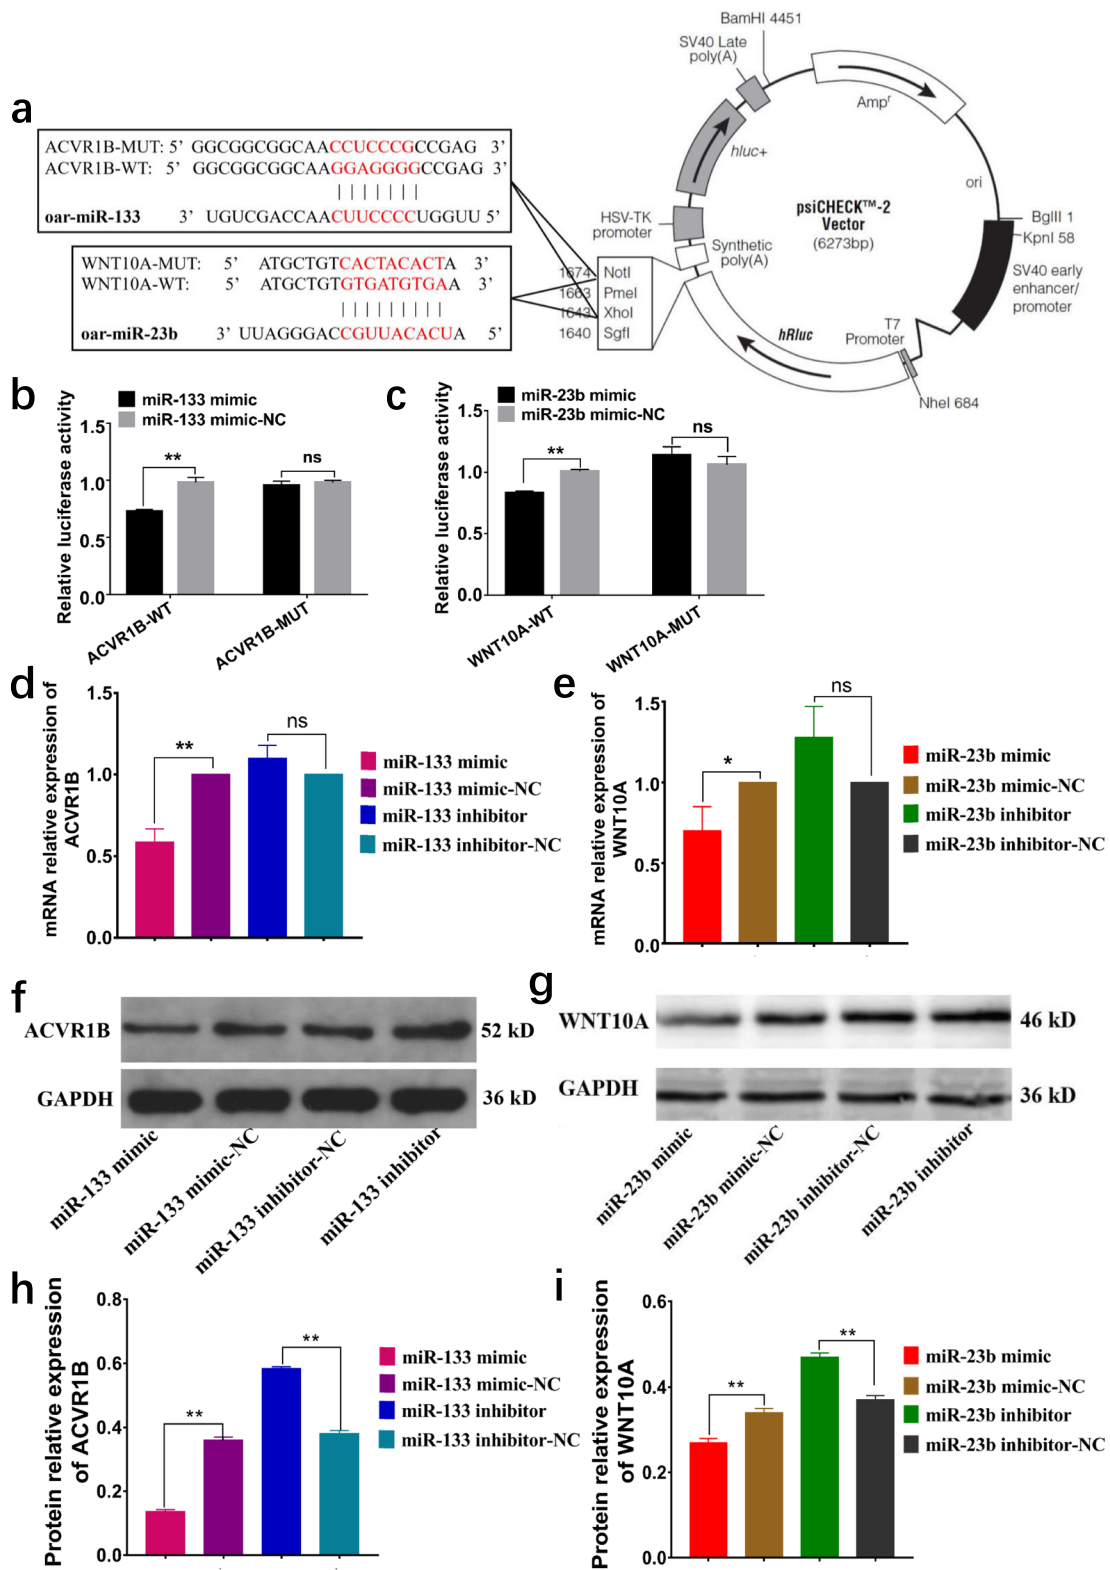 a
ACVR1B-MUT: 5’ GGCGGCGGCAACCUCCCGCCGAG 3’
ACVR1B-WT: 5’ GGCGGCGGCAAGGAGGGGCCGAG 3’
oar-miR-133 3’ UGUCGACCAACUUCCCCUGGUU 5’
WNT10A-MUT: 5’ ATGCTGTCACTACACTA 3’
WNT10A-WT: 5’ ATGCTGTGTGATGTGAA 3’
oar-miR-23b 3’ UUAGGGACCGUUACACUA 5’
BamHI 4451
SV40 Late
poly(A)
Ampr
hluc+
ori
psiCHECK™-2
Vector
(6273bp)
BglII 1
KpnI 58
HSV-TK
promoter
Synthetic
poly(A)
SV40 early
enhancer/
promoter
1674 NotI
1663 PmeI
1643 XhoI
1640 SgfI
T7
Promoter
hRluc
NheI 684
b
miR-133 mimic
miR-133 mimic-NC
Relative luciferase activity
1.5
1.0
0.5
0.0
**
ns
ACVR1B-WT
ACVR1B-MUT
c
miR-23b mimic
miR-23b mimic-NC
Relative luciferase activity
1.5
1.0
0.5
0.0
**
ns
WNT10A-WT
WNT10A-MUT
d
mRNA relative expression of
ACVR1B
1.5
1.0
0.5
0.0
**
ns
miR-133 mimic
miR-133 mimic-NC
miR-133 inhibitor
miR-133 inhibitor-NC
e
mRNA relative expression of
WNT10A
1.5
1.0
0.5
0.0
*
ns
miR-23b mimic
miR-23b mimic-NC
miR-23b inhibitor
miR-23b inhibitor-NC
f
ACVR1B
52 kD
GAPDH
36 kD
miR-133 mimic
miR-133 mimic-NC
miR-133 inhibitor-NC
miR-133 inhibitor
g
WNT10A
46 kD
GAPDH
36 kD
miR-23b mimic
miR-23b mimic-NC
miR-23b inhibitor-NC
miR-23b inhibitor
h
Protein relative expression
of ACVR1B
0.8
0.6
0.4
0.2
0.0
**
**
miR-133 mimic
miR-133 mimic-NC
miR-133 inhibitor
miR-133 inhibitor-NC
i
Protein relative expression
of WNT10A
0.6
0.4
0.2
0.0
**
**
miR-23b mimic
miR-23b mimic-NC
miR-23b inhibitor
miR-23b inhibitor-NC